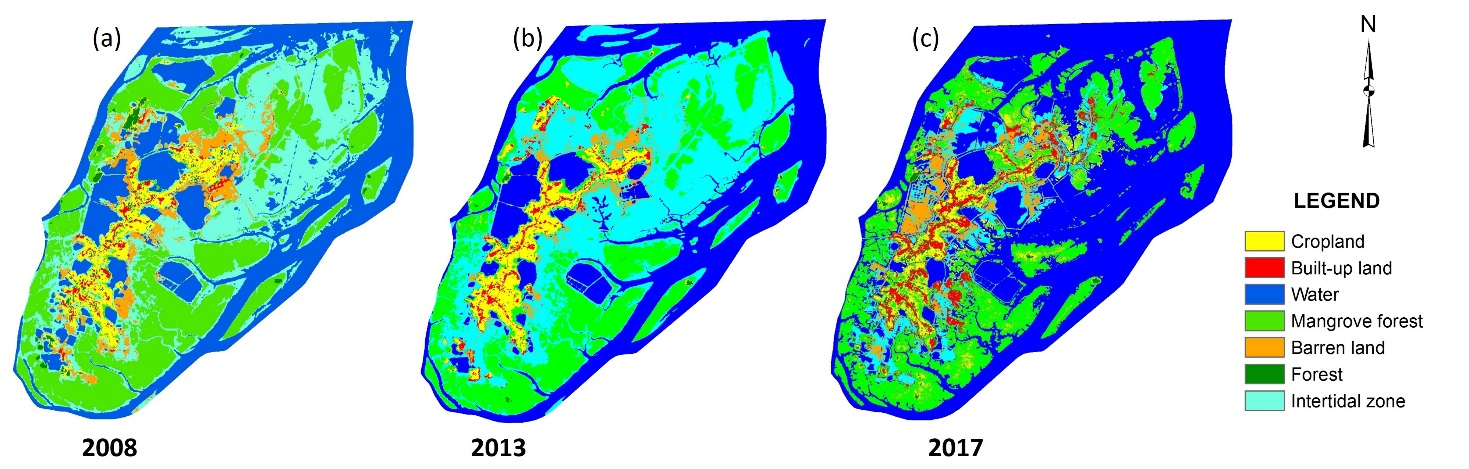 (a)
(b)
(c)
N
LEGEND
Cropland
Built-up land
Water
Mangrove forest
Barren land
Forest
Intertidal zone
2008
2013
2017